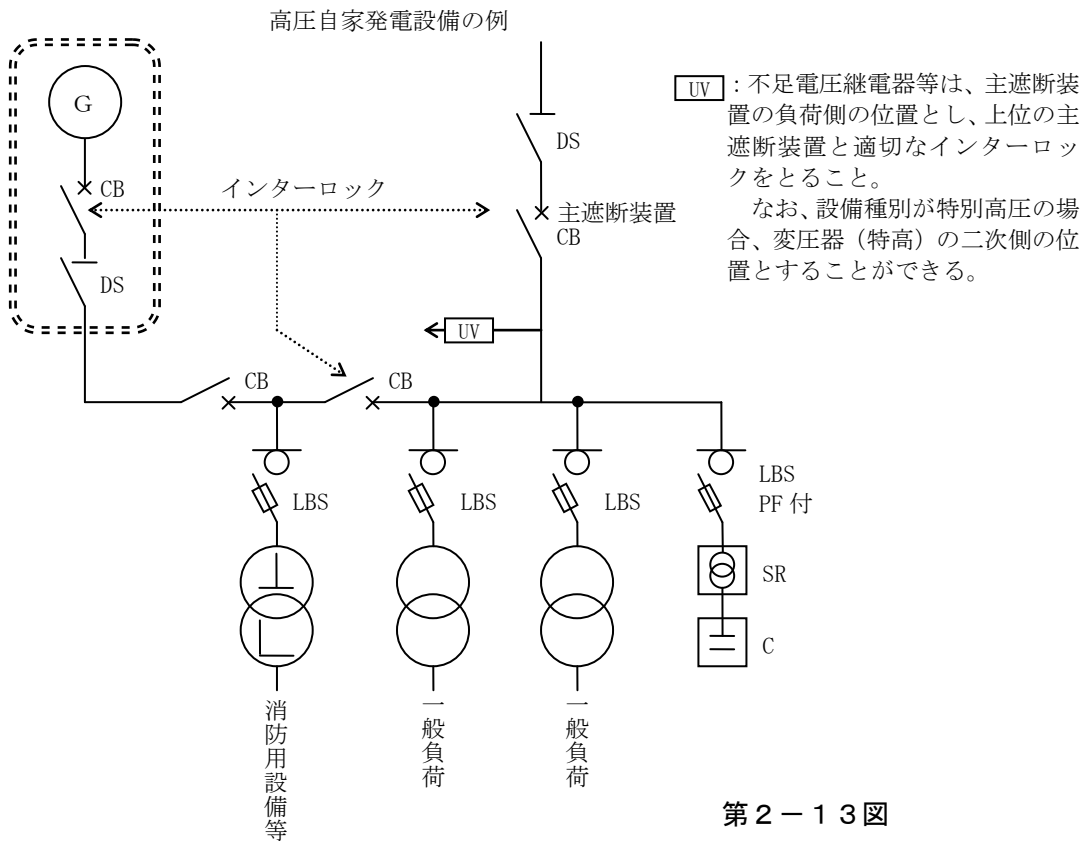 高圧自家発電設備の例
G
CB
DS
インターロック
DS
主遮断装置
CB
UV:不足電圧継電器等は、主遮断装
置の負荷側の位置とし、上位の主
遮断装置と適切なインターロッ
クをとること。
なお、設備種別が特別高圧の場
合、変圧器（特高）の二次側の位
置とすることができる。
UV
CB
CB
LBS
LBS
LBS
LBS
PF 付
SR
C
消防用設備等
一般負荷
一般負荷
第2－13図